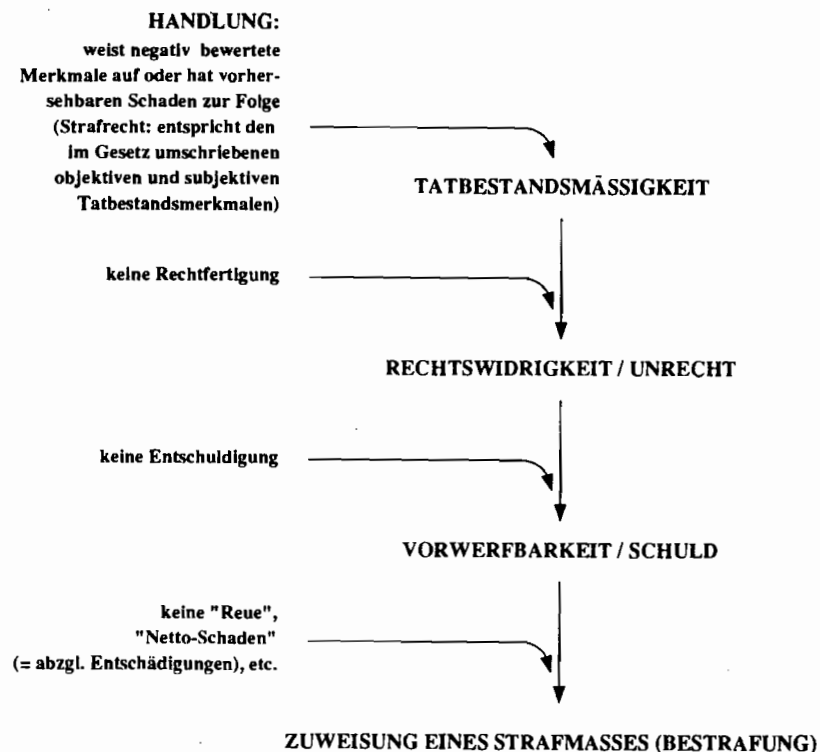 HANDLUNG:
weist negativ bewertete
Merkmale auf oder hat vorher-
sehbaren Schaden zur Folge
(Strafrecht: entspricht den
im Gesetz umschriebenen
objektiven und subjektiven
Tatbestandsmerkmalen)
TATBESTANDSMÄSSIGKEIT
keine Rechtfertigung
RECHTSWIDRIGKEIT / UNRECHT
keine Entschuldigung
VORWERFBARKEIT / SCHULD
keine "Reue",
"Netto-Schaden"
(= abzgl. Entschädigungen), etc.
ZUWEISUNG EINES STRAFMASSES (BESTRAFUNG)